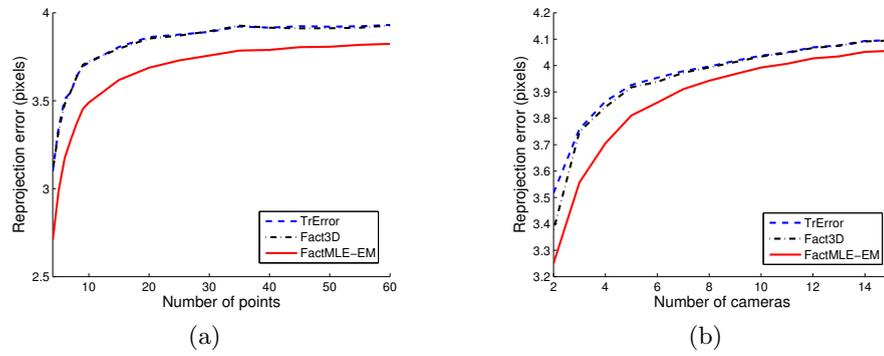 4
3.5
3
2.5
10 20 30 40 50 60
Reprojection error (pixels)
Number of points
TrError
Fact3D
FactMLE−EM
(a)
4.2
4.1
4
3.9
3.8
3.7
3.6
3.5
3.4
3.3
3.2
2 4 6 8 10 12 14
Reprojection error (pixels)
Number of cameras
TrError
Fact3D
FactMLE−EM
(b)